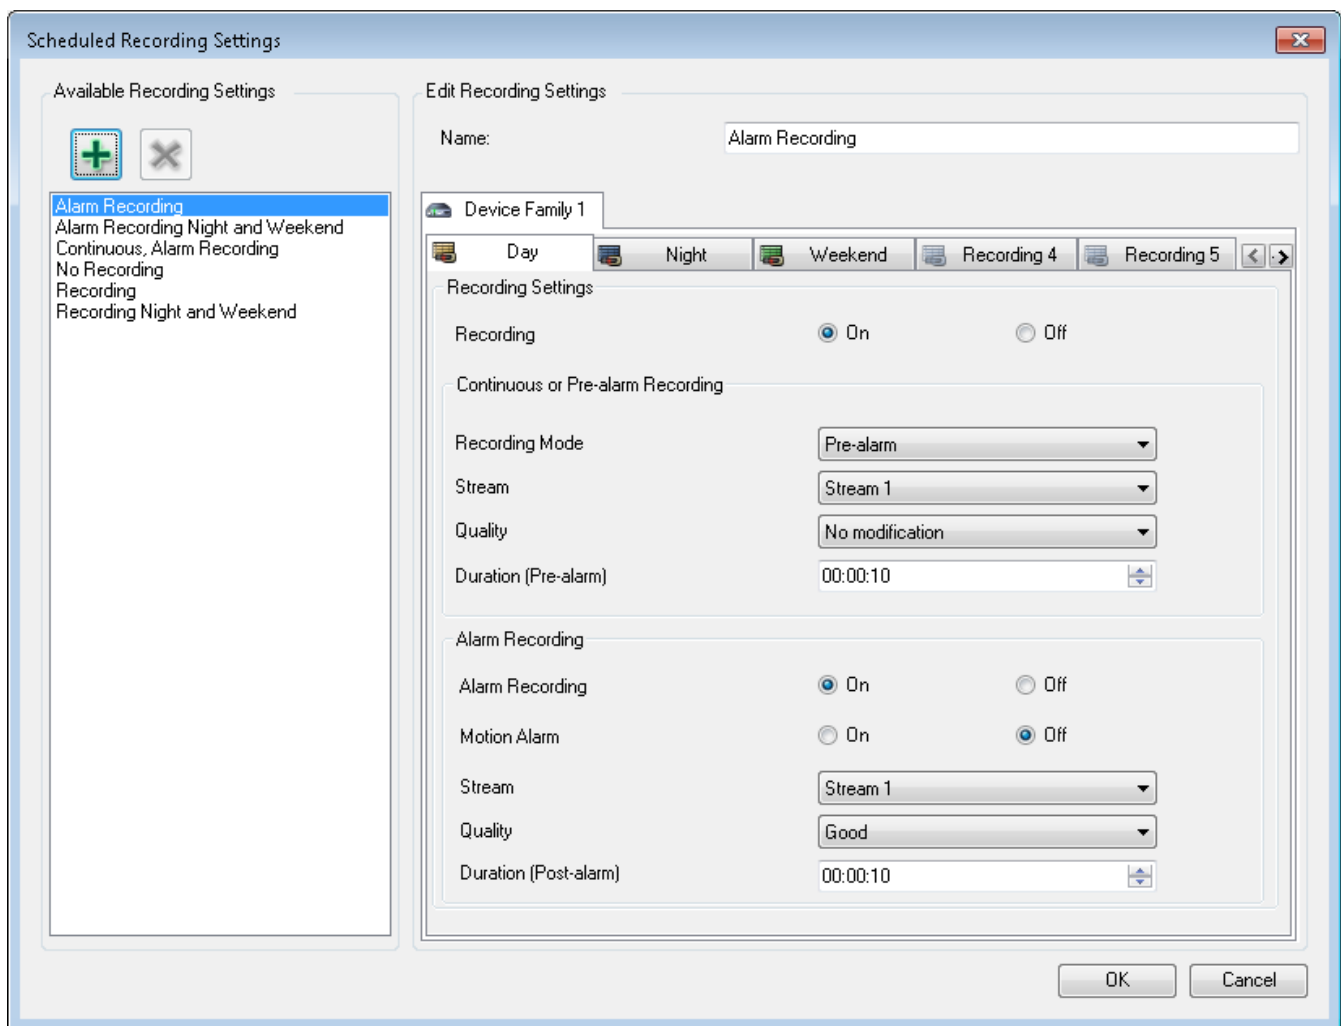 Scheduled Recording Settings
Available Recording Settings
Alarm Recording
Alarm Recording Night and Weekend
Continuous, Alarm Recording
No Recording
Recording
Recording Night and Weekend
Edit Recording Settings
Name: Alarm Recording
Device Family 1
Day Night Weekend Recording 4 Recording 5
Recording Settings
Recording On Off
Continuous or Pre-alarm Recording
Recording Mode Pre-alarm
Stream Stream 1
Quality No modification
Duration (Pre-alarm) 00:00:10
Alarm Recording
Alarm Recording On Off
Motion Alarm On Off
Stream Stream 1
Quality Good
Duration (Post-alarm) 00:00:10
OK Cancel